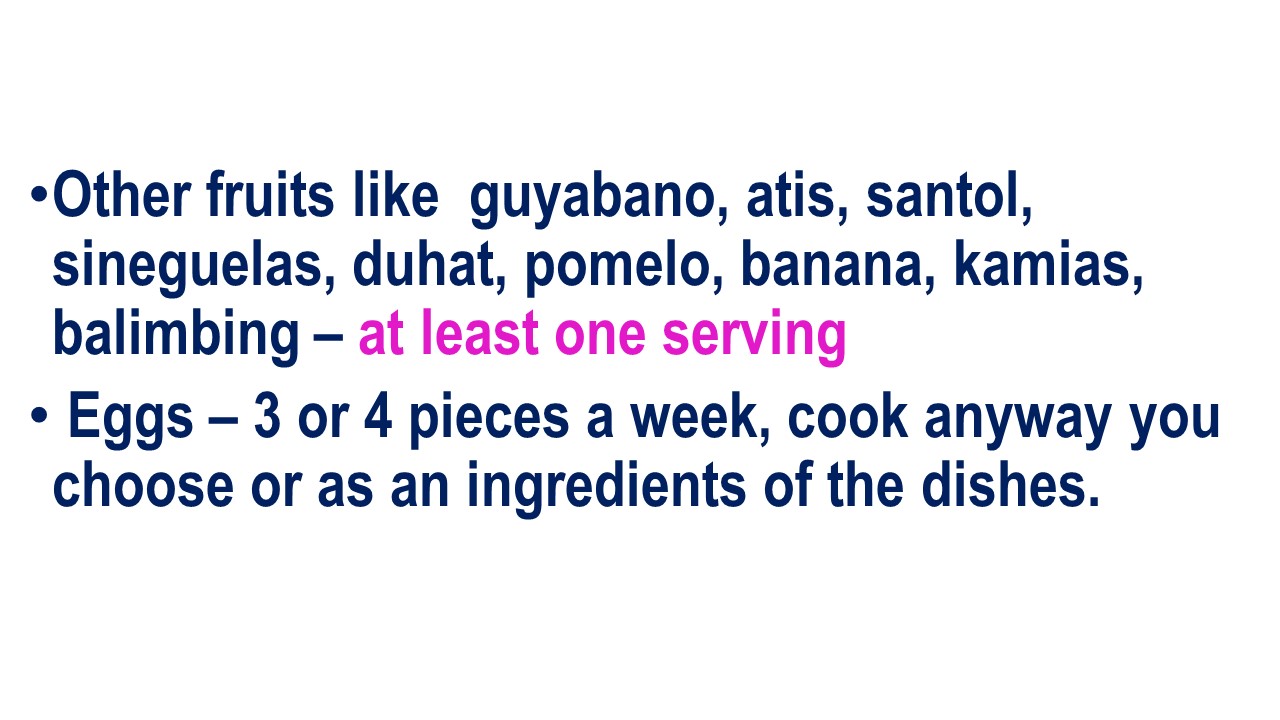 •Other fruits like  guyabano, atis, santol,
sineguelas, duhat, pomelo, banana, kamias,
balimbing – at least one serving
• Eggs – 3 or 4 pieces a week, cook anyway you
choose or as an ingredients of the dishes.